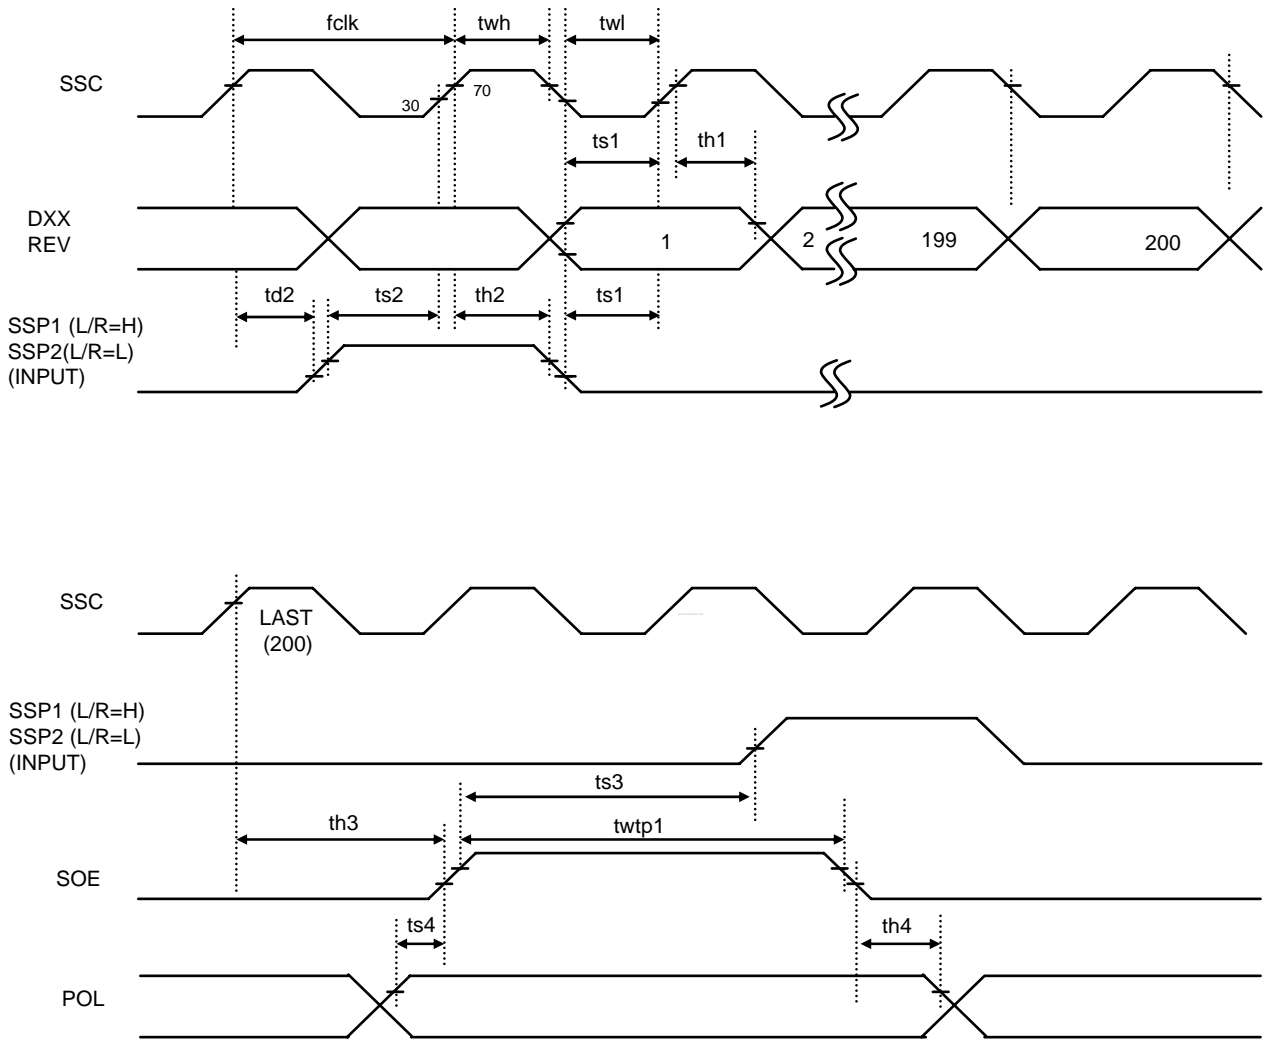 fclk twh twl
SSC
30 70
ts1 th1
DXX
REV
1 2 199 200
td2 ts2 th2 ts1
SSP1 (L/R=H)
SSP2(L/R=L)
(INPUT)
SSC
LAST
(200)
SSP1 (L/R=H)
SSP2 (L/R=L)
(INPUT)
ts3
th3 twtp1
SOE
ts4 th4
POL